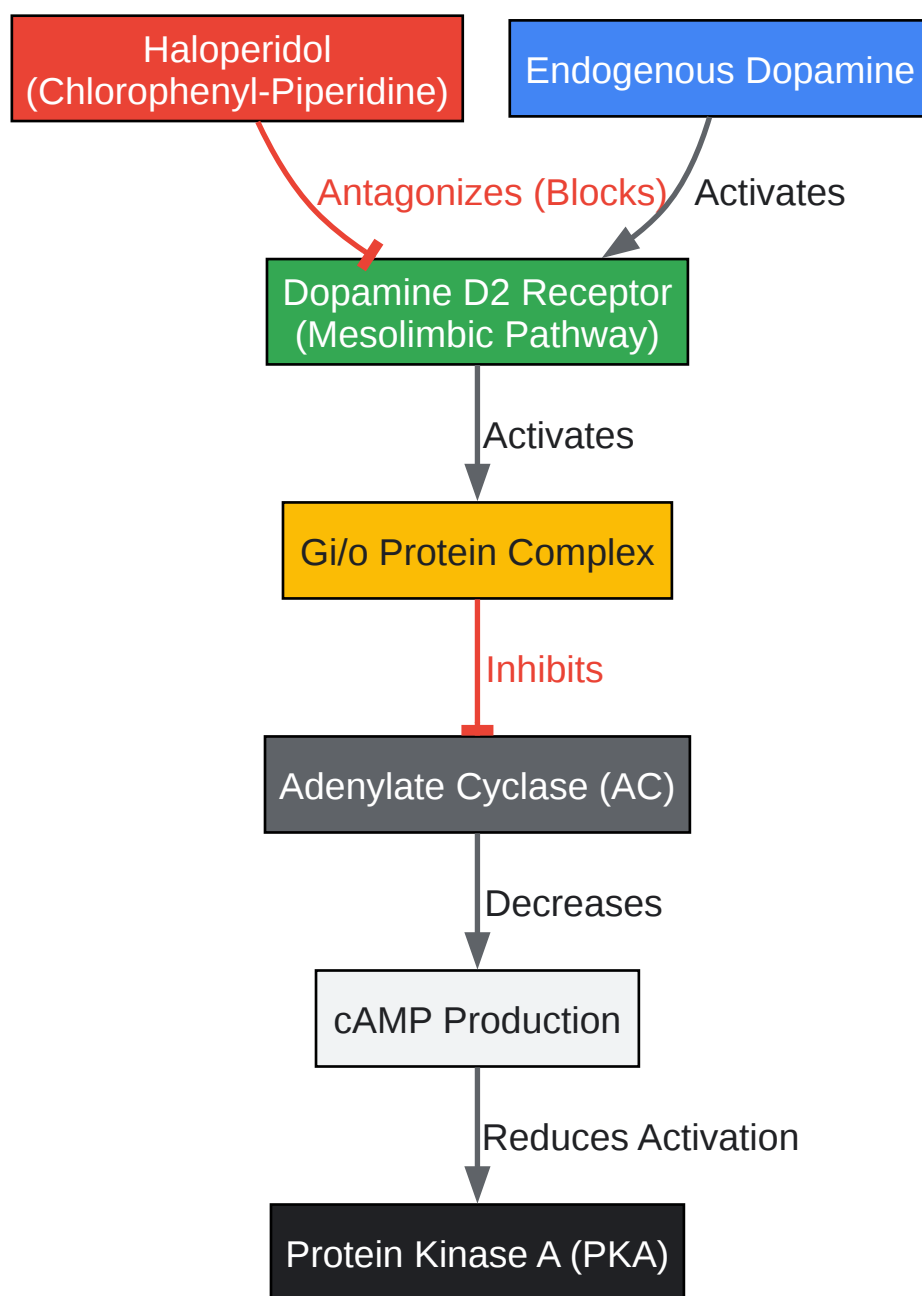 Haloperidol
(Chlorophenyl-Piperidine)
Endogenous Dopamine
Antagonizes (Blocks)
Activates
Dopamine D2 Receptor
(Mesolimbic Pathway)
Activates
Gi/o Protein Complex
Inhibits
Adenylate Cyclase (AC)
Decreases
cAMP Production
Reduces Activation
Protein Kinase A (PKA)